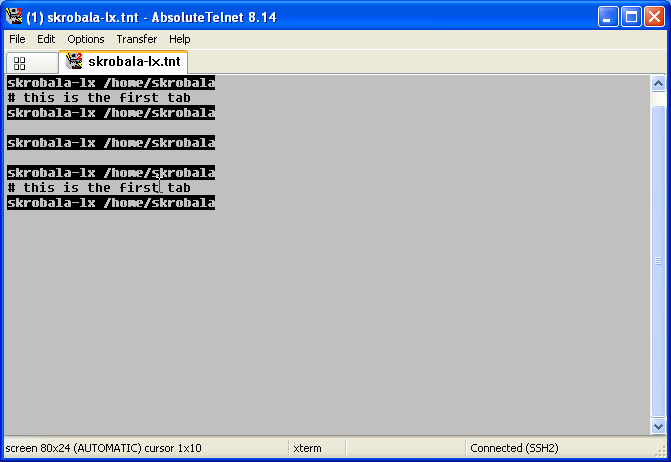 (1) skrobala-lx.tnt - AbsoluteTelnet 8.14
File Edit Options Transfer Help
skrobala-lx.tnt
skrobala-lx /home/skrobala
# this is the first tab
skrobala-lx /home/skrobala
skrobala-lx /home/skrobala
skrobala-lx /home/skrobala
# this is the first tab
skrobala-lx /home/skrobala
screen 80x24 (AUTOMATIC) cursor 1x10 xterm Connected (SSH2)